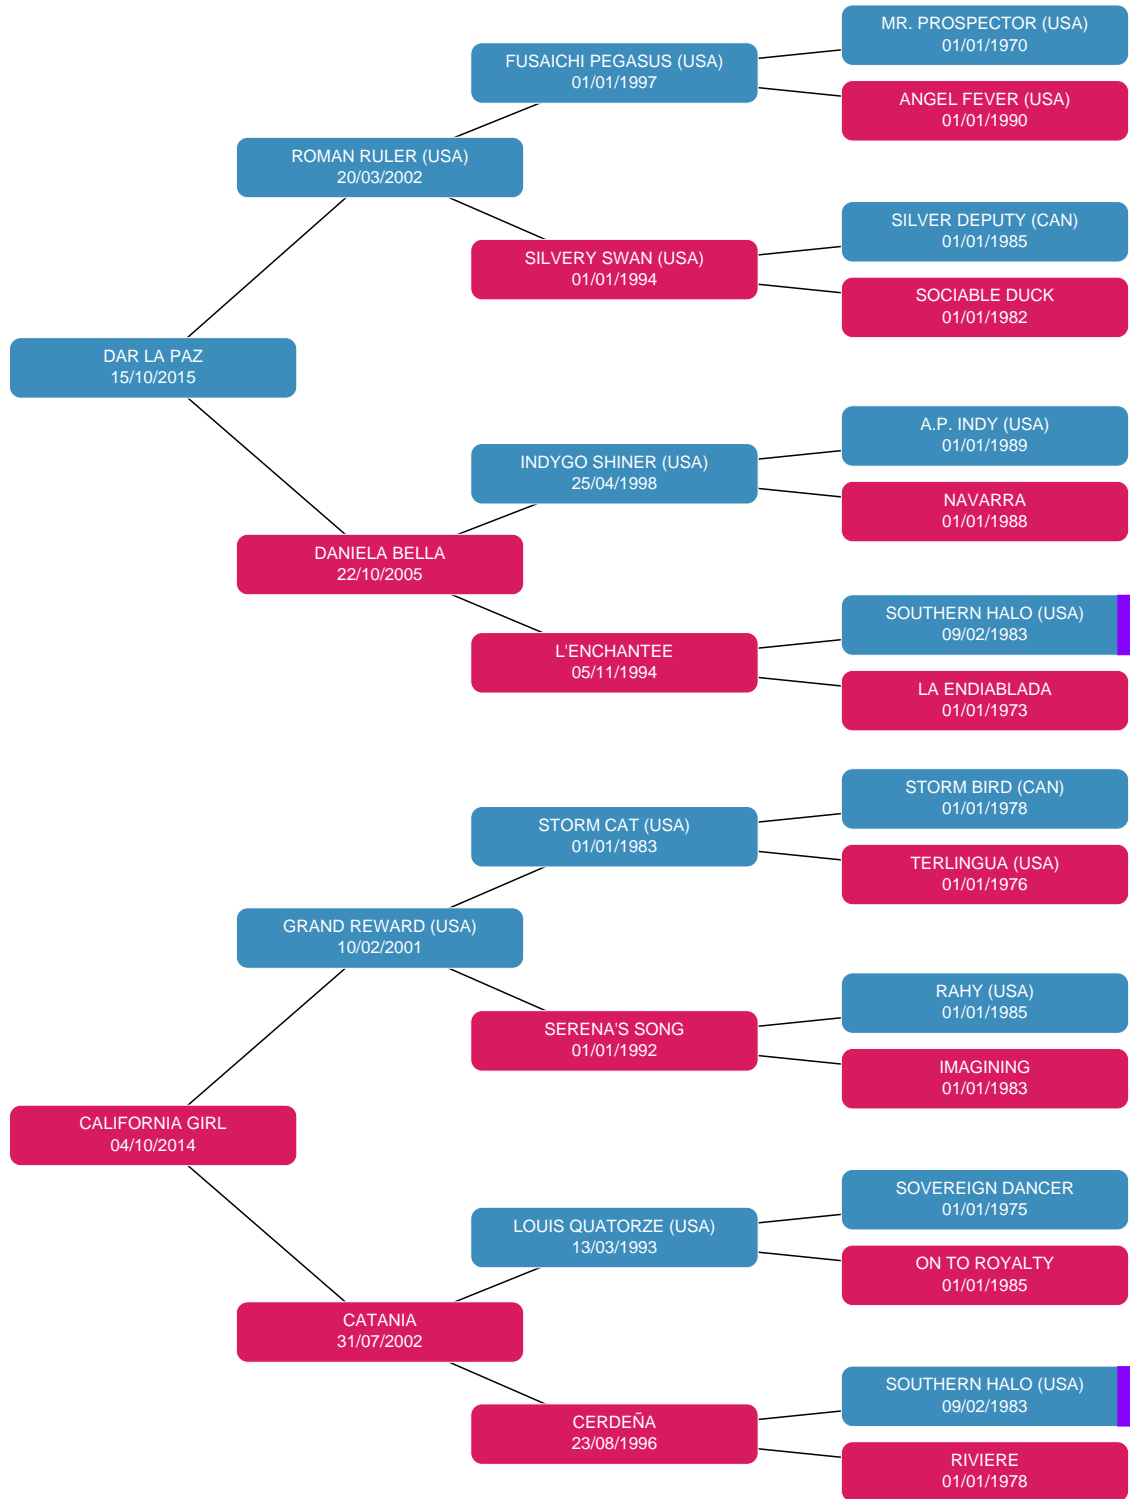 MR. PROSPECTOR (USA)
01/01/1970
FUSAICHI PEGASUS (USA)
01/01/1997
ANGEL FEVER (USA)
01/01/1990
ROMAN RULER (USA)
20/03/2002
SILVER DEPUTY (CAN)
01/01/1985
SILVERY SWAN (USA)
01/01/1994
SOCIABLE DUCK
01/01/1982
DAR LA PAZ
15/10/2015
A.P. INDY (USA)
01/01/1989
INDYGO SHINER (USA)
25/04/1998
NAVARRA
01/01/1988
DANIELA BELLA
22/10/2005
SOUTHERN HALO (USA)
09/02/1983
L'ENCHANTEE
05/11/1994
LA ENDIABLADA
01/01/1973
STORM BIRD (CAN)
01/01/1978
STORM CAT (USA)
01/01/1983
TERLINGUA (USA)
01/01/1976
GRAND REWARD (USA)
10/02/2001
RAHY (USA)
01/01/1985
SERENA'S SONG
01/01/1992
IMAGINING
01/01/1983
CALIFORNIA GIRL
04/10/2014
SOVEREIGN DANCER
01/01/1975
LOUIS QUATORZE (USA)
13/03/1993
ON TO ROYALTY
01/01/1985
CATANIA
31/07/2002
SOUTHERN HALO (USA)
09/02/1983
CERDEÑA
23/08/1996
RIVIERE
01/01/1978